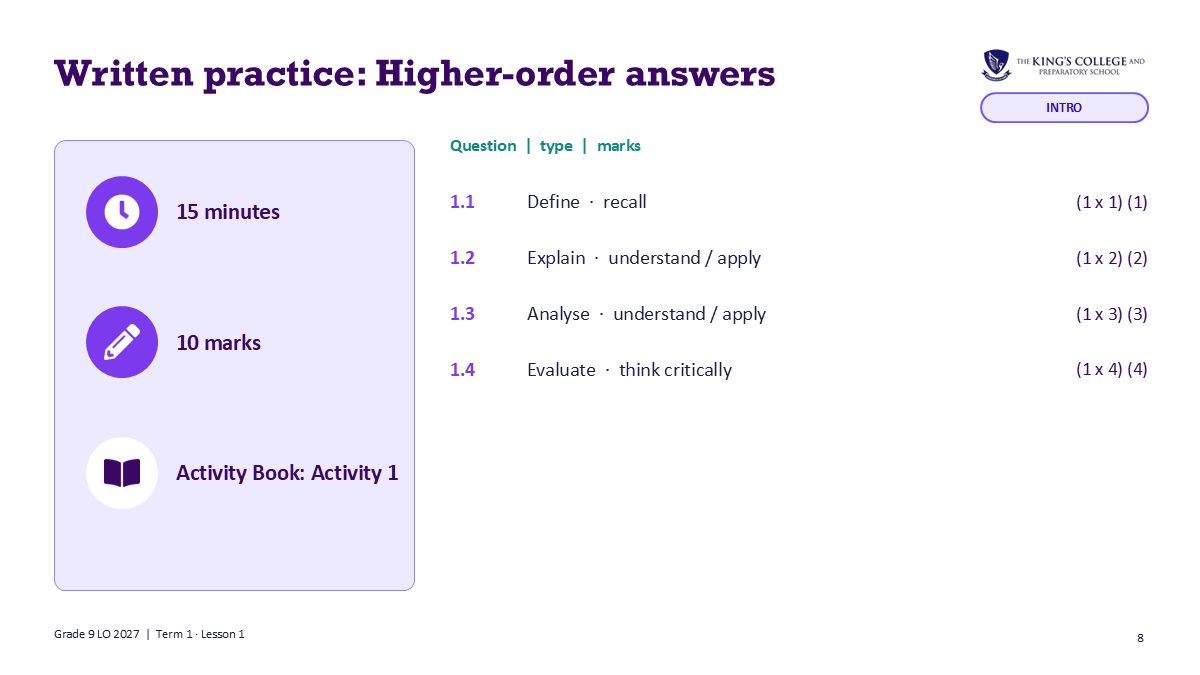 Written practice: Higher-order answers
THE KING'S COLLEGE AND
PREPARATORY SCHOOL
INTRO
15 minutes
10 marks
Activity Book: Activity 1
Question | type | marks
1.1 Define · recall (1 x 1) (1)
1.2 Explain · understand / apply (1 x 2) (2)
1.3 Analyse · understand / apply (1 x 3) (3)
1.4 Evaluate · think critically (1 x 4) (4)
Grade 9 LO 2027 | Term 1 · Lesson 1
8